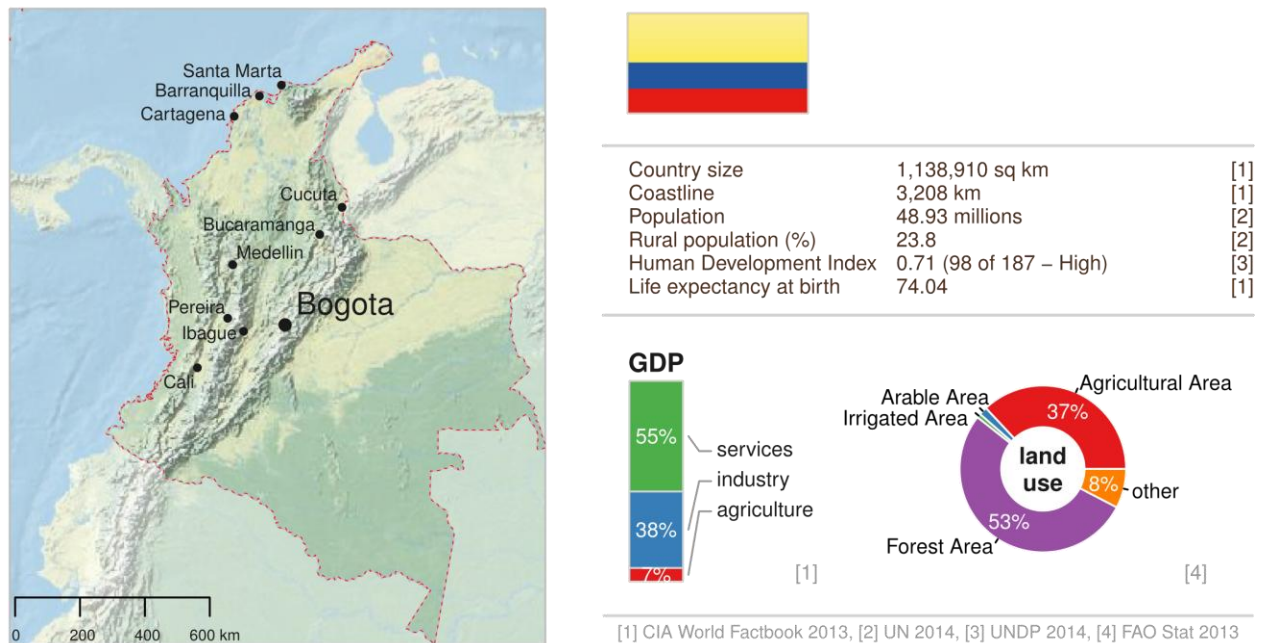 Santa Marta
Barranquilla
Cartagena
Cucuta
Bucaramanga
Medellin
Pereira
Bogota
Ibague
Cali
0 200 400 600 km
Country size 1,138,910 sq km [1]
Coastline 3,208 km [1]
Population 48.93 millions [2]
Rural population (%) 23.8 [2]
Human Development Index 0.71 (98 of 187 – High) [3]
Life expectancy at birth 74.04 [1]
GDP
55%
services
industry
38%
agriculture
7%
[1]
Agricultural Area
Arable Area
37%
Irrigated Area
land
use
8%
other
53%
Forest Area
[4]
[1] CIA World Factbook 2013, [2] UN 2014, [3] UNDP 2014, [4] FAO Stat 2013